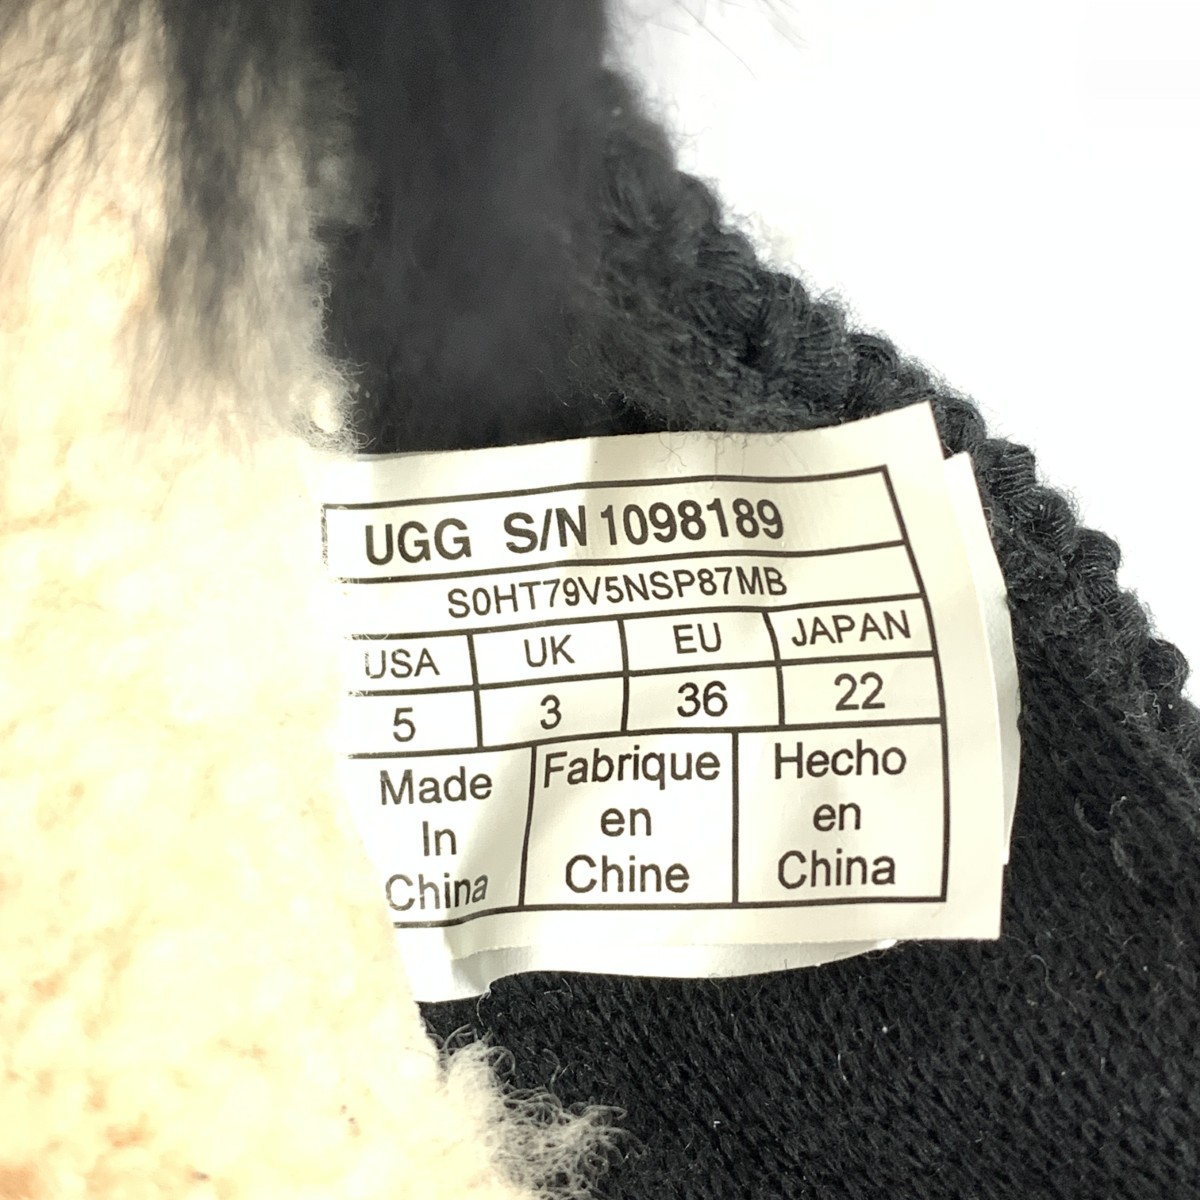 UGG S/N 1098189
S0HT79V5NSP87MB
USA UK EU JAPAN
5 3 36 22
Made In China
Fabrique en Chine
Hecho en China